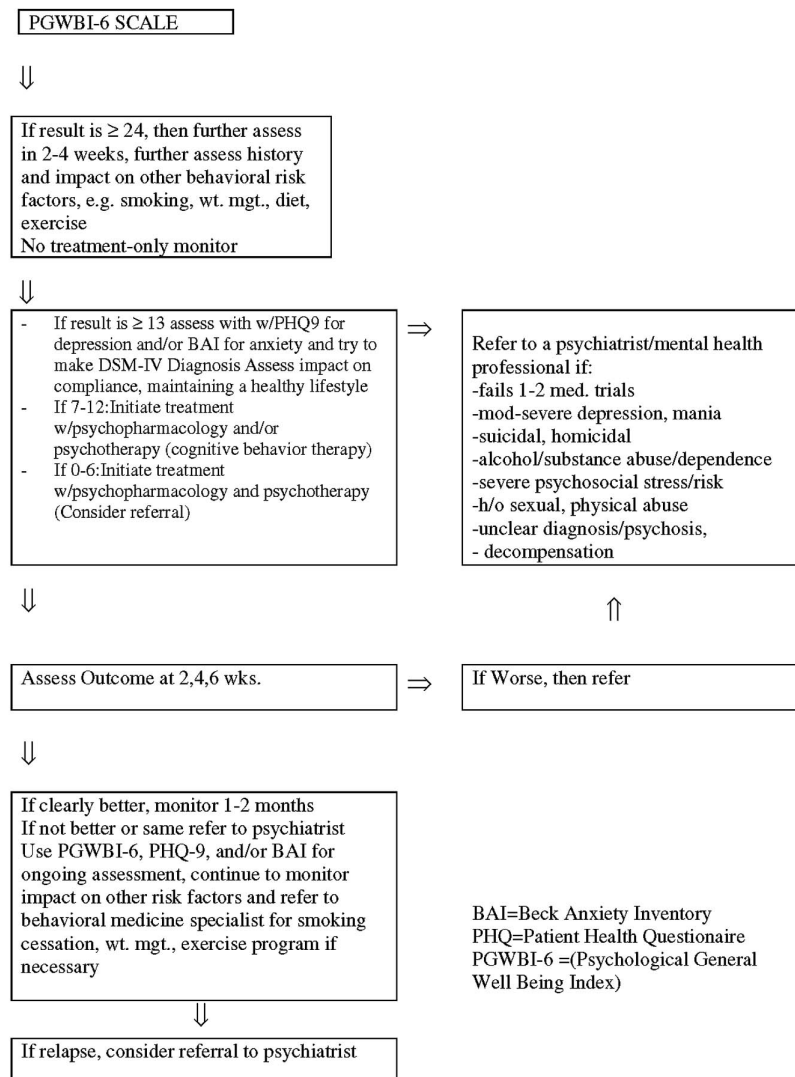 PGWBI-6 SCALE
⇓
If result is ≥ 24, then further assess
in 2-4 weeks, further assess history
and impact on other behavioral risk
factors, e.g. smoking, wt. mgt., diet,
exercise
No treatment-only monitor
⇓
- If result is ≥ 13 assess with w/PHQ9 for
depression and/or BAI for anxiety and try to
make DSM-IV Diagnosis Assess impact on
compliance, maintaining a healthy lifestyle
- If 7-12:Initiate treatment
w/psychopharmacology and/or
psychotherapy (cognitive behavior therapy)
- If 0-6:Initiate treatment
w/psychopharmacology and psychotherapy
(Consider referral)
⇒
Refer to a psychiatrist/mental health
professional if:
-fails 1-2 med. trials
-mod-severe depression, mania
-suicidal, homicidal
-alcohol/substance abuse/dependence
-severe psychosocial stress/risk
-h/o sexual, physical abuse
-unclear diagnosis/psychosis,
- decompensation
⇓
⇑
Assess Outcome at 2,4,6 wks.
⇒
If Worse, then refer
⇓
If clearly better, monitor 1-2 months
If not better or same refer to psychiatrist
Use PGWBI-6, PHQ-9, and/or BAI for
ongoing assessment, continue to monitor
impact on other risk factors and refer to
behavioral medicine specialist for smoking
cessation, wt. mgt., exercise program if
necessary
BAI=Beck Anxiety Inventory
PHQ=Patient Health Questionaire
PGWBI-6 =(Psychological General
Well Being Index)
⇓
If relapse, consider referral to psychiatrist